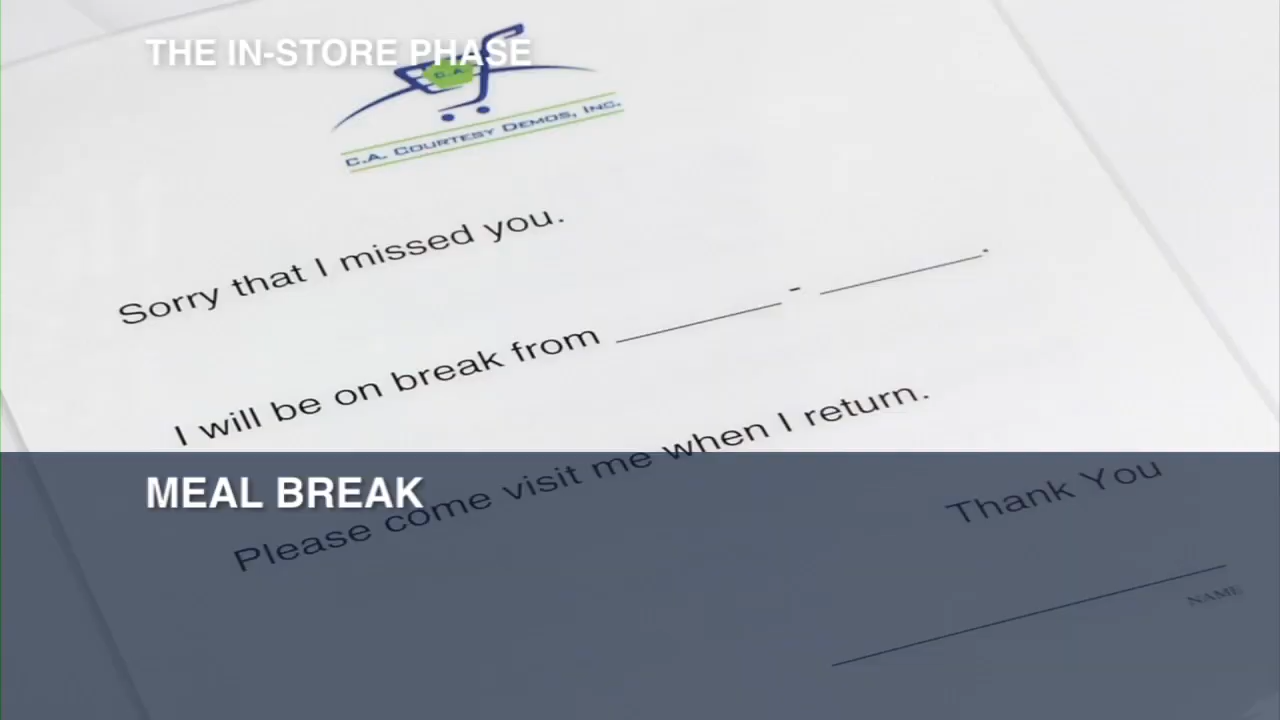 THE IN-STORE PHASE
C.A.
C.A. COURTESY DEMOS, INC.
Sorry that I missed you.
I will be on break from ________ - ________.
Please come visit me when I return.
MEAL BREAK
Thank You
NAME